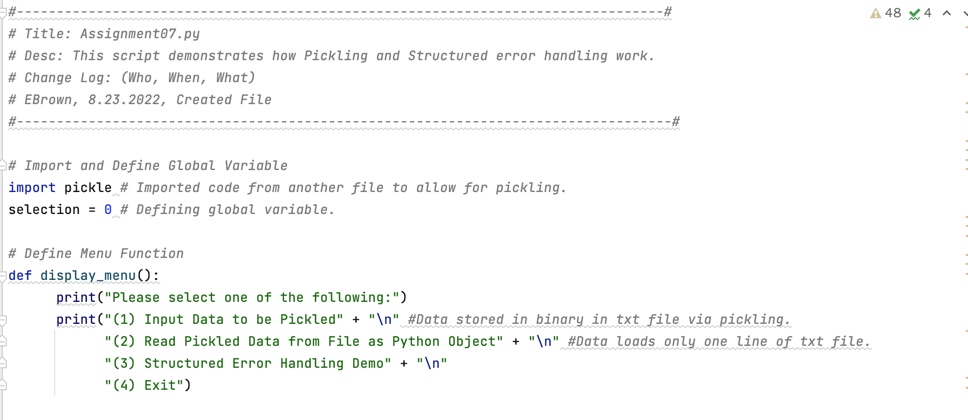 #-------------------------------------------------------------------#
48 4
# Title: Assignment07.py
# Desc: This script demonstrates how Pickling and Structured error handling work.
# Change Log: (Who, When, What)
# EBrown, 8.23.2022, Created File
#--------------------------------------------------------------------#
# Import and Define Global Variable
import pickle # Imported code from another file to allow for pickling.
selection = 0 # Defining global variable.
# Define Menu Function
def display_menu():
print("Please select one of the following:")
print("(1) Input Data to be Pickled" + "\n" #Data stored in binary in txt file via pickling.
"(2) Read Pickled Data from File as Python Object" + "\n" #Data loads only one line of txt file.
"(3) Structured Error Handling Demo" + "\n"
"(4) Exit")